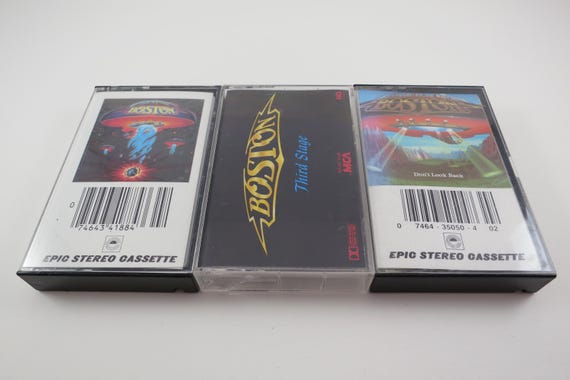 BOSTON
0
74643 41884
EPIC STEREO CASSETTE
BOSTON
Third Stage
HQ
MCA
BOSTON
Don't Look Back
0 7464-35050-4 02
EPIC STEREO CASSETTE